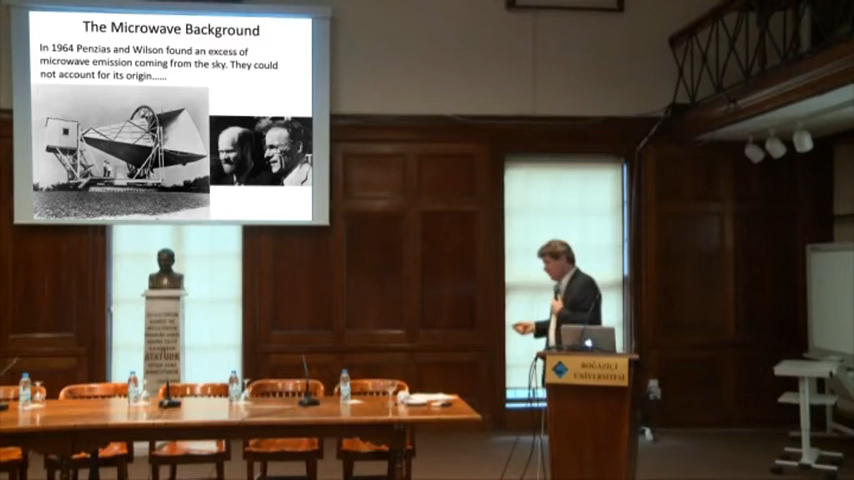 The Microwave Background
In 1964 Penzias and Wilson found an excess of
microwave emission coming from the sky. They could
not account for its origin......
ATATÜRK
BOĞAZİÇİ
ÜNİVERSİTESİ